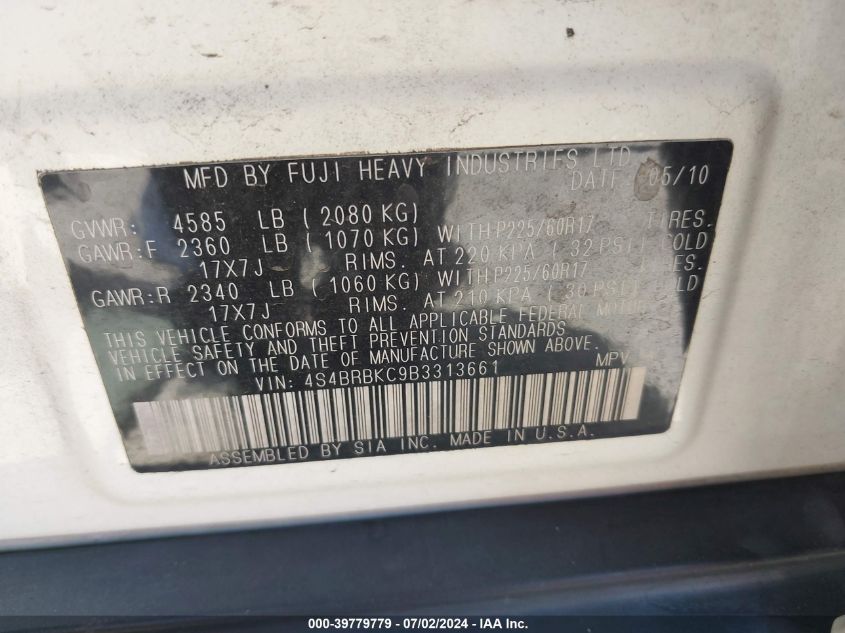 MFD BY FUJI HEAVY INDUSTRIES LTD
DATE 05/10
GVWR: 4585 LB ( 2080 KG)
GAWR:F 2360 LB ( 1070 KG) WITH P225/60R17 TIRES.
17X7J RIMS. AT 220 KPA ( 32 PSI) COLD
GAWR:R 2340 LB ( 1060 KG) WITH P225/60R17 TIRES.
17X7J RIMS. AT 210 KPA ( 30 PSI) COLD
THIS VEHICLE CONFORMS TO ALL APPLICABLE FEDERAL MOTOR
VEHICLE SAFETY AND THEFT PREVENTION STANDARDS
IN EFFECT ON THE DATE OF MANUFACTURE SHOWN ABOVE.
VIN: 4S4BRBKC9B3313661 MPV
ASSEMBLED BY SIA INC. MADE IN U.S.A.
000-39779779 / 07/02/2024 - IAA Inc.